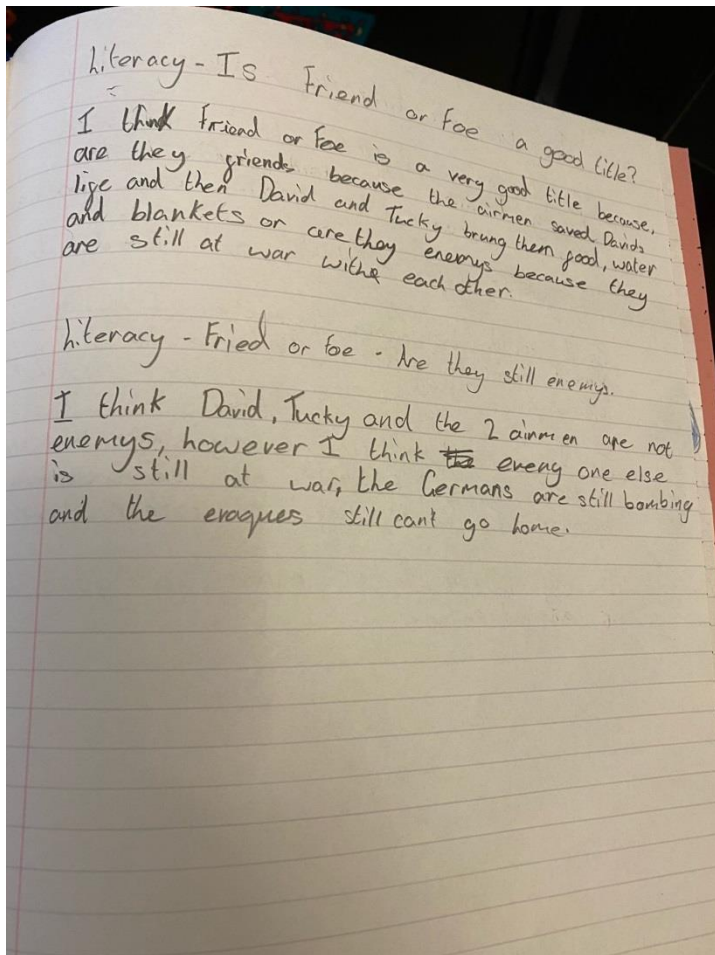 Literacy - Is Friend or Foe a good title?
I think Friend or Foe is a very good title because,
are they friends because the airmen saved Davids
life and then David and Tucky brung them food, water
and blankets or are they enemys because they
are still at war withe each other.
Literacy - Fried or foe - Are they still enemys.
I think David, Tucky and the 2 airmen are not
enemys, however I think every one else
is still at war, the Germans are still bombing
and the evaques still can't go home.